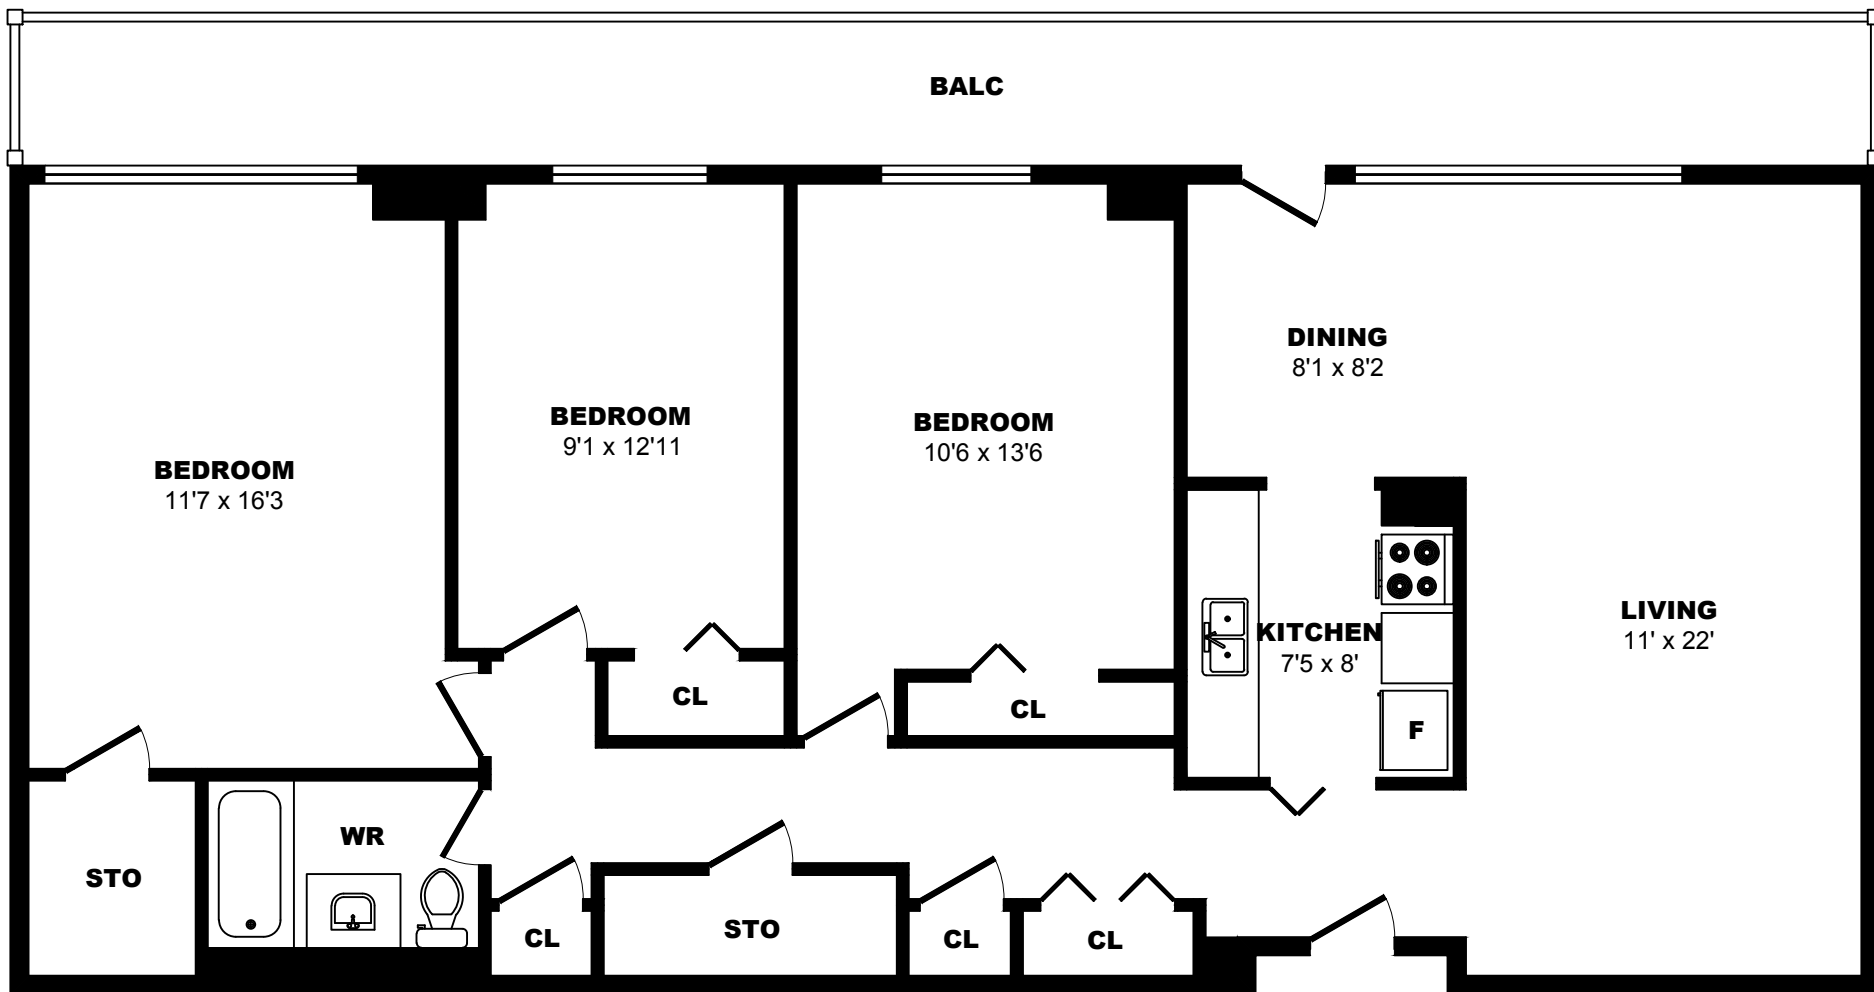 BALC
DINING
8'1 x 8'2
BEDROOM
9'1 x 12'11
BEDROOM
10'6 x 13'6
BEDROOM
11'7 x 16'3
LIVING
11' x 22'
KITCHEN
7'5 x 8'
CL
CL
F
WR
STO
STO
CL
CL
CL